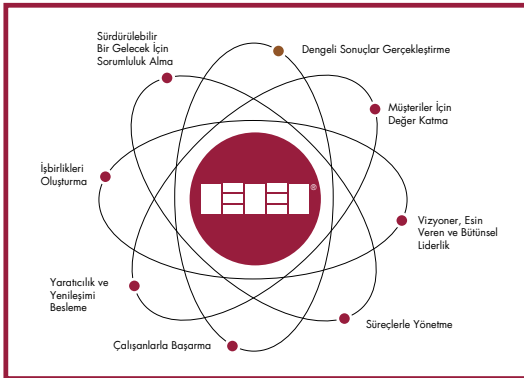 Sürdürülebilir
Bir Gelecek İçin
Sorumluluk Alma
Dengeli Sonuçlar Gerçekleştirme
Müşteriler İçin
Değer Katma
İşbirlikleri
Oluşturma
®
Vizyoner, Esin
Veren ve Bütünsel
Liderlik
Yaratıcılık ve
Yenileşimi
Besleme
Süreçlerle Yönetme
Çalışanlarla Başarma